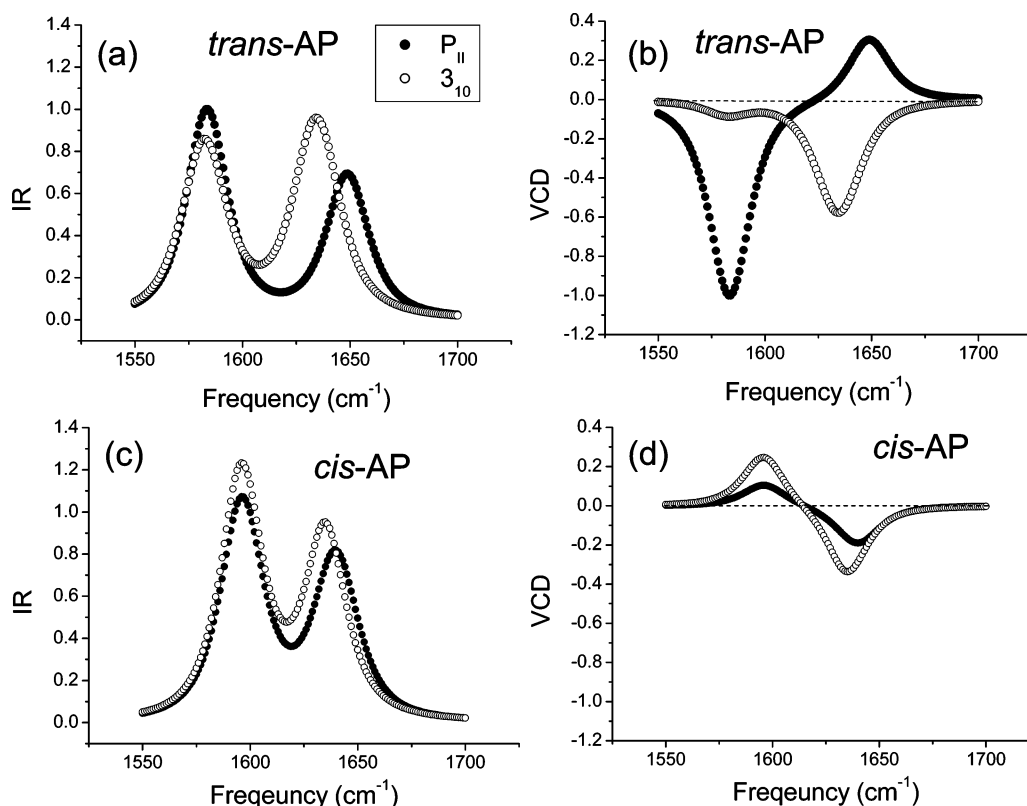 (a) trans-AP
P_II
3_10
IR
1.4
1.2
1.0
0.8
0.6
0.4
0.2
0.0
1550 1600 1650 1700
Frequency (cm⁻¹)
(b) trans-AP
VCD
0.4
0.2
0.0
-0.2
-0.4
-0.6
-0.8
-1.0
-1.2
1550 1600 1650 1700
Frequency (cm⁻¹)
(c) cis-AP
IR
1.4
1.2
1.0
0.8
0.6
0.4
0.2
0.0
1550 1600 1650 1700
Freqeuncy (cm⁻¹)
(d) cis-AP
VCD
0.4
0.2
0.0
-0.2
-0.4
-0.6
-0.8
-1.0
-1.2
1550 1600 1650 1700
Freqeuncy (cm⁻¹)